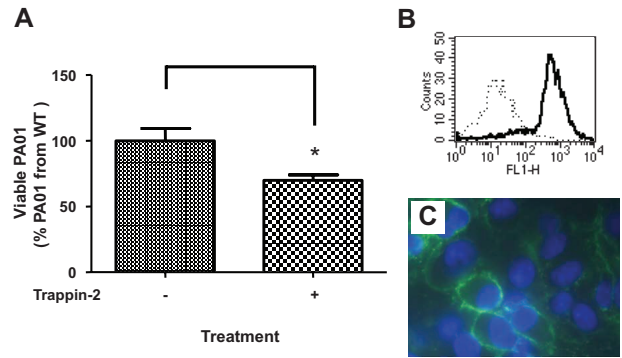 A
150
100
50
0
Viable PA01
(% PA01 from WT)
*
Trappin-2
-
+
Treatment
B
50
40
30
20
10
0
Counts
10^0 10^1 10^2 10^3 10^4
FL1-H
C